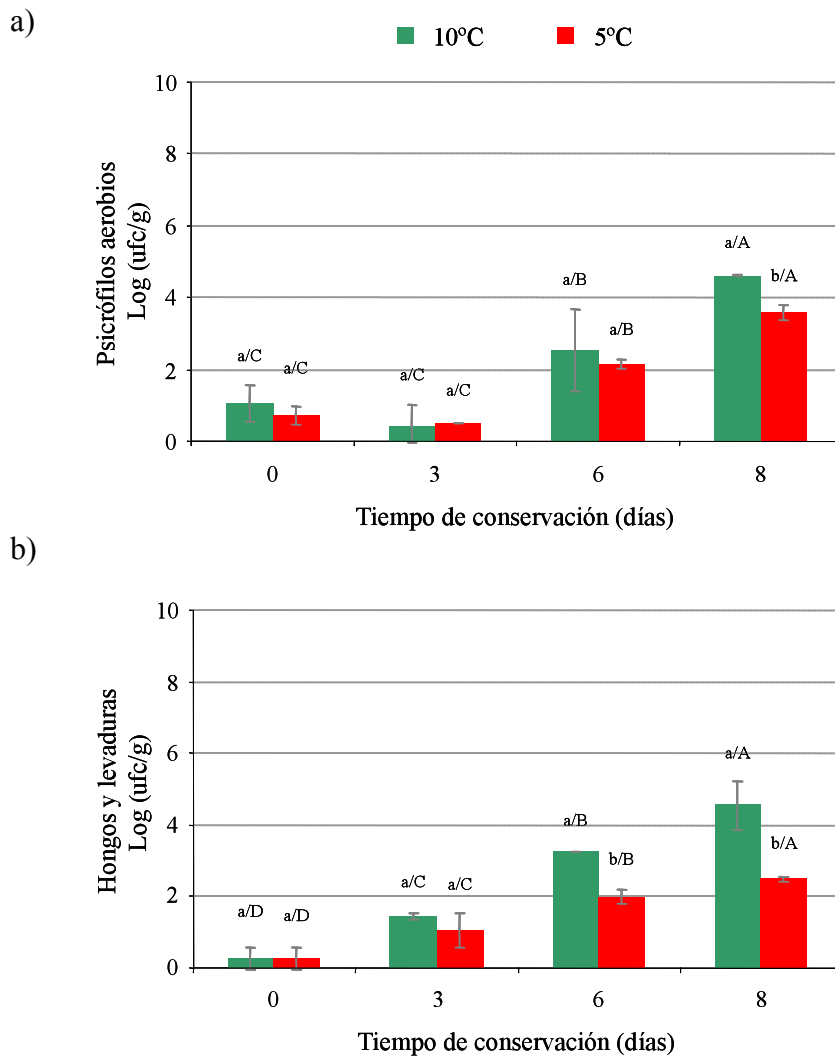 a)
10ºC 5ºC
Psicrófilos aerobios
Log (ufc/g)
10
8
6
4
2
0
a/C a/C a/C a/C a/B a/B a/A b/A
0 3 6 8
Tiempo de conservación (días)
b)
Hongos y levaduras
Log (ufc/g)
10
8
6
4
2
0
a/D a/D a/C a/C a/B b/B a/A b/A
0 3 6 8
Tiempo de conservación (días)